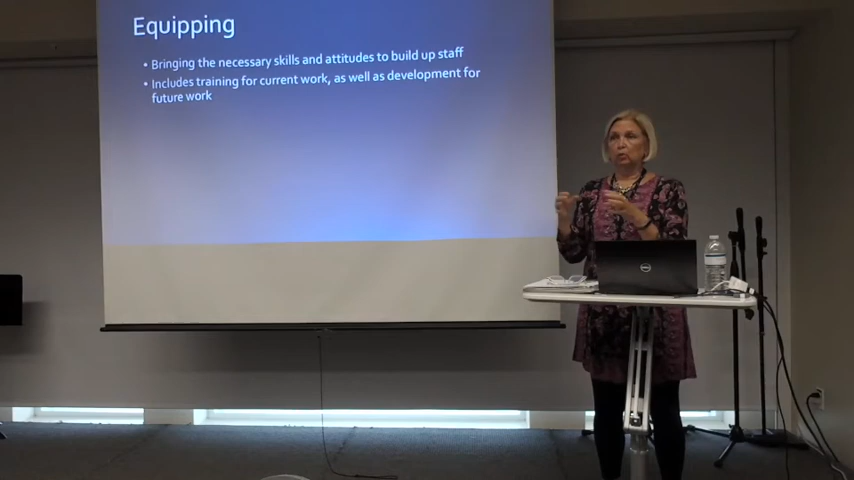 Equipping
• Bringing the necessary skills and attitudes to build up staff
• Includes training for current work, as well as development for
future work
DELL